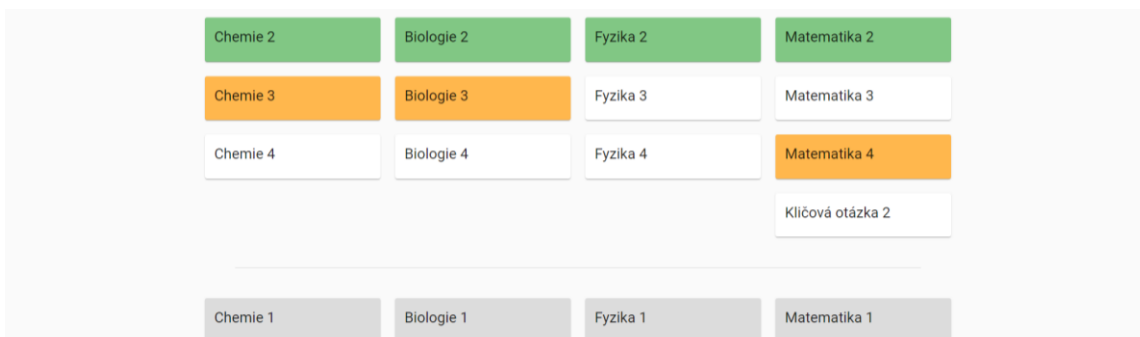 Chemie 2 Biologie 2 Fyzika 2 Matematika 2
Chemie 3 Biologie 3 Fyzika 3 Matematika 3
Chemie 4 Biologie 4 Fyzika 4 Matematika 4
Kličová otázka 2
Chemie 1 Biologie 1 Fyzika 1 Matematika 1